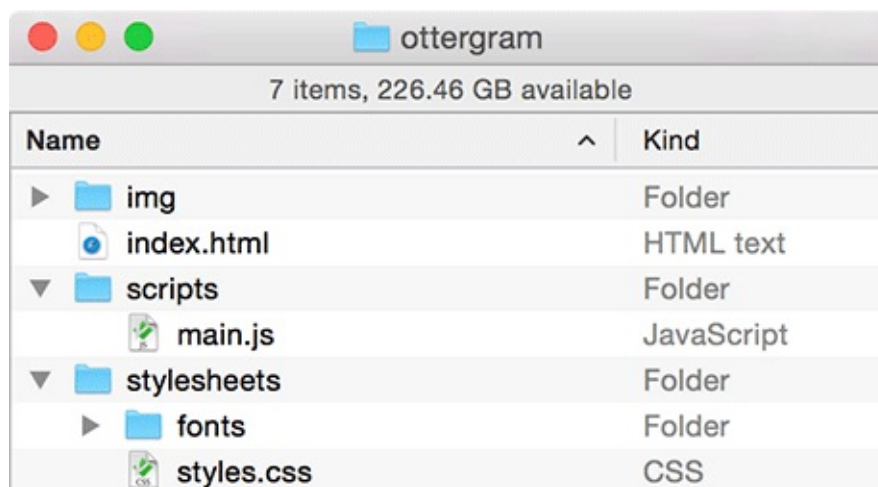 ottergram
7 items, 226.46 GB available
Name Kind
img Folder
index.html HTML text
scripts Folder
main.js JavaScript
stylesheets Folder
fonts Folder
styles.css CSS